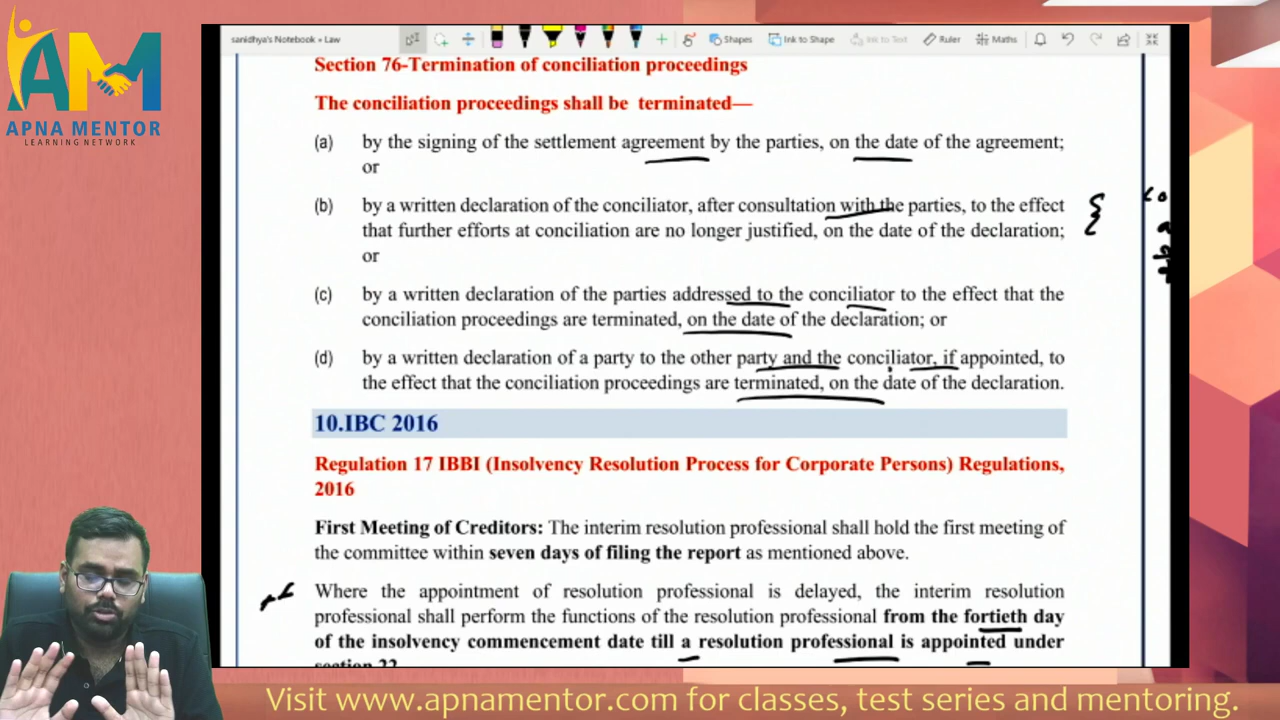 AM
APNA MENTOR
LEARNING NETWORK
sanidhya's Notebook » Law
Shapes
Ink to Shape
Ink to Text
Ruler
Maths
Section 76-Termination of conciliation proceedings
The conciliation proceedings shall be terminated—
(a) by the signing of the settlement agreement by the parties, on the date of the agreement;
or
(b) by a written declaration of the conciliator, after consultation with the parties, to the effect
that further efforts at conciliation are no longer justified, on the date of the declaration;
or
(c) by a written declaration of the parties addressed to the conciliator to the effect that the
conciliation proceedings are terminated, on the date of the declaration; or
(d) by a written declaration of a party to the other party and the conciliator, if appointed, to
the effect that the conciliation proceedings are terminated, on the date of the declaration.
10.IBC 2016
Regulation 17 IBBI (Insolvency Resolution Process for Corporate Persons) Regulations,
2016
First Meeting of Creditors: The interim resolution professional shall hold the first meeting of
the committee within seven days of filing the report as mentioned above.
Where the appointment of resolution professional is delayed, the interim resolution
professional shall perform the functions of the resolution professional from the fortieth day
of the insolvency commencement date till a resolution professional is appointed under
section 22
Visit www.apnamentor.com for classes, test series and mentoring.